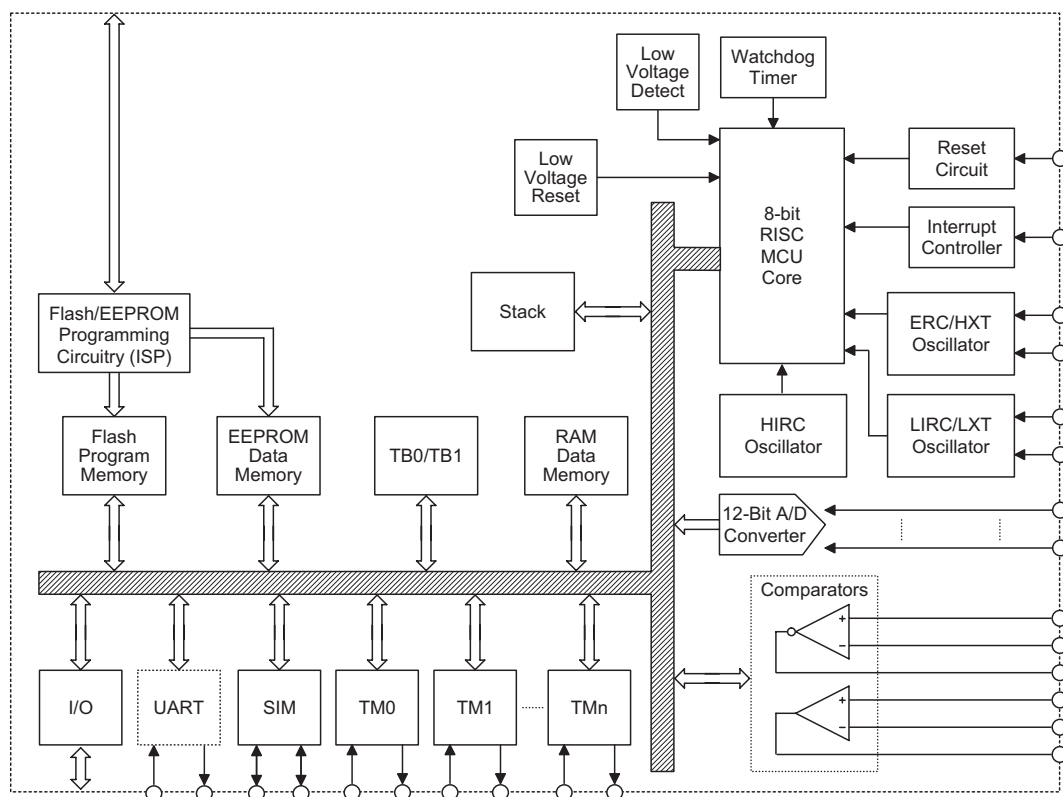 Low
Voltage
Detect
Watchdog
Timer
Low
Voltage
Reset
8-bit
RISC
MCU
Core
Reset
Circuit
Interrupt
Controller
Stack
Flash/EEPROM
Programming
Circuitry (ISP)
ERC/HXT
Oscillator
HIRC
Oscillator
LIRC/LXT
Oscillator
Flash
Program
Memory
EEPROM
Data
Memory
TB0/TB1
RAM
Data
Memory
12-Bit A/D
Converter
Comparators
+
−
+
−
I/O
UART
SIM
TM0
TM1
TMn